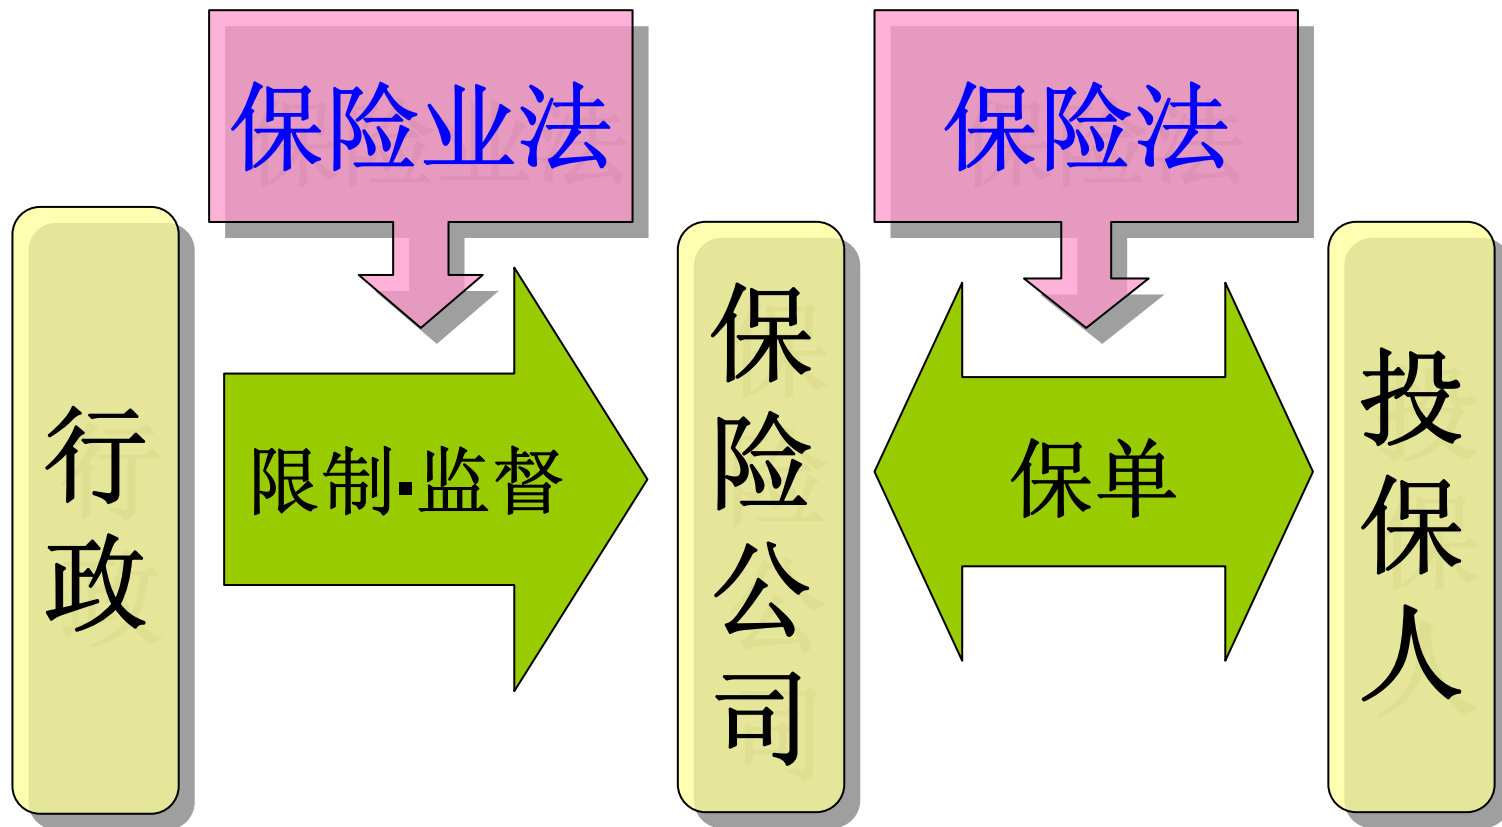 保险业法
保险法
行政
限制▪监督
保险公司
保单
投保人